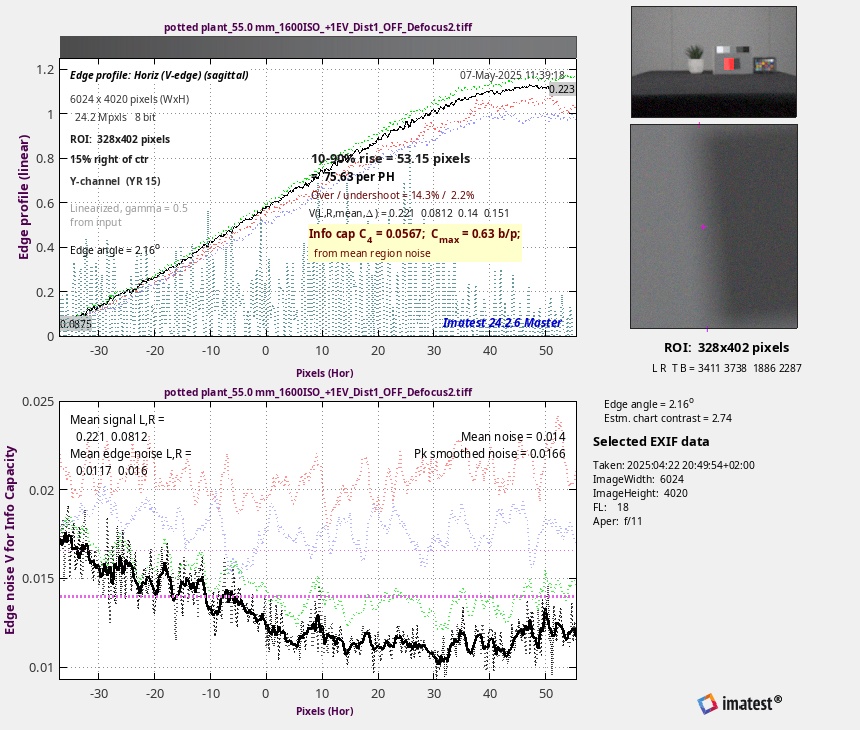 potted plant_55.0 mm_1600ISO_+1EV_Dist1_OFF_Defocus2.tiff
Edge profile: Horiz (V-edge) (sagittal)
07-May-2025 11:39:18
6024 x 4020 pixels (WxH)
24.2 Mpxls 8 bit
ROI: 328x402 pixels
15% right of ctr
Y-channel (YR 15)
Linearized, gamma = 0.5
from input
Edge angle = 2.16o
0.223
10-90% rise = 53.15 pixels
= 75.63 per PH
Over / undershoot = 14.3% / 2.2%
V(L,R,mean,Δ) = 0.221 0.0812 0.14 0.151
Info cap C4 = 0.0567; Cmax = 0.63 b/p;
from mean region noise
0.0875
Imatest 24.2.6 Master
Edge profile (linear)
1.2
1
0.8
0.6
0.4
0.2
0
-30 -20 -10 0 10 20 30 40 50
Pixels (Hor)
potted plant_55.0 mm_1600ISO_+1EV_Dist1_OFF_Defocus2.tiff
Mean signal L,R =
0.221 0.0812
Mean edge noise L,R =
0.0117 0.016
Mean noise = 0.014
Pk smoothed noise = 0.0166
Edge noise V for Info Capacity
0.025
0.02
0.015
0.01
-30 -20 -10 0 10 20 30 40 50
Pixels (Hor)
ROI: 328x402 pixels
L R T B = 3411 3738 1886 2287
Edge angle = 2.16o
Estm. chart contrast = 2.74
Selected EXIF data
Taken: 2025:04:22 20:49:54+02:00
ImageWidth: 6024
ImageHeight: 4020
FL: 18
Aper: f/11
imatest®